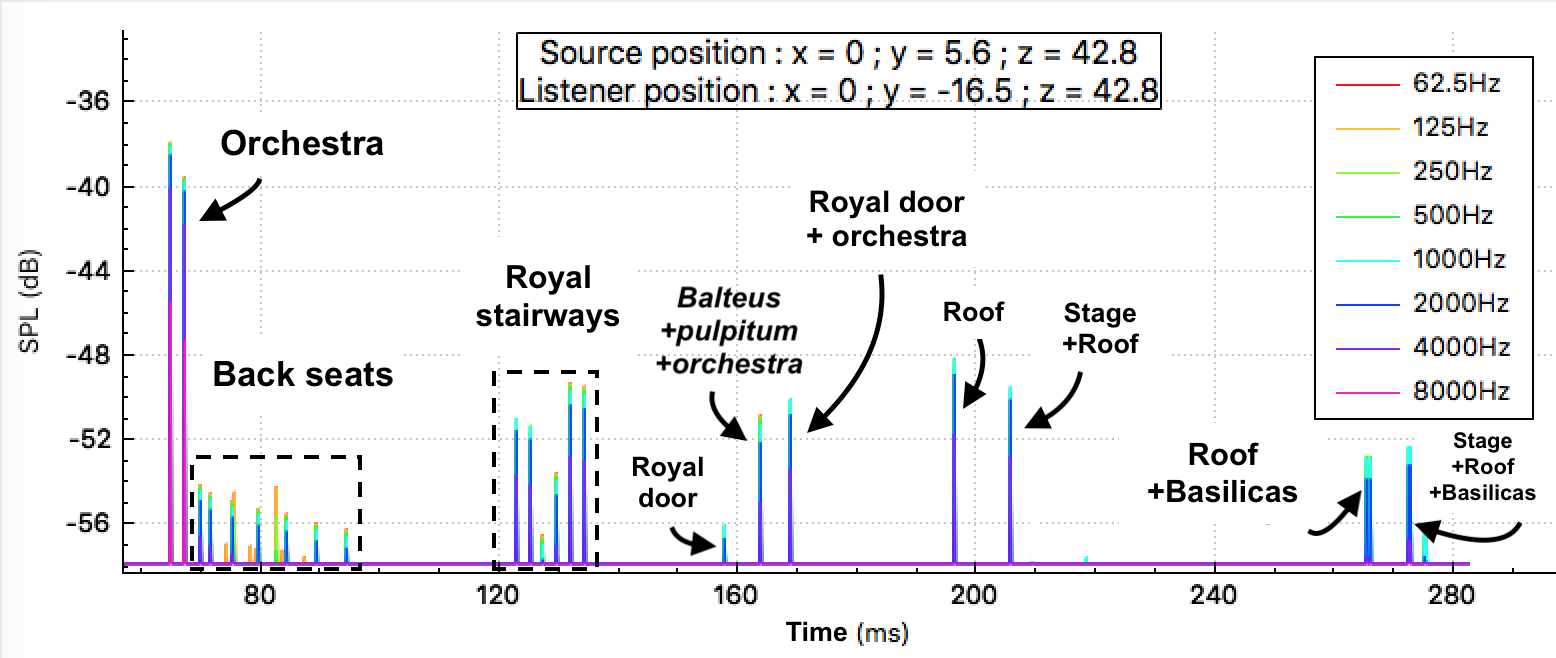 Source position : x = 0 ; y = 5.6 ; z = 42.8
Listener position : x = 0 ; y = -16.5 ; z = 42.8
62.5Hz
125Hz
250Hz
500Hz
1000Hz
2000Hz
4000Hz
8000Hz
SPL (dB)
-36
-40
-44
-48
-52
-56
Orchestra
Back seats
Royal
stairways
Balteus
+pulpitum
+orchestra
Royal
door
Royal door
+ orchestra
Roof
Stage
+Roof
Roof
+Basilicas
Stage
+Roof
+Basilicas
80
120
160
200
240
280
Time (ms)